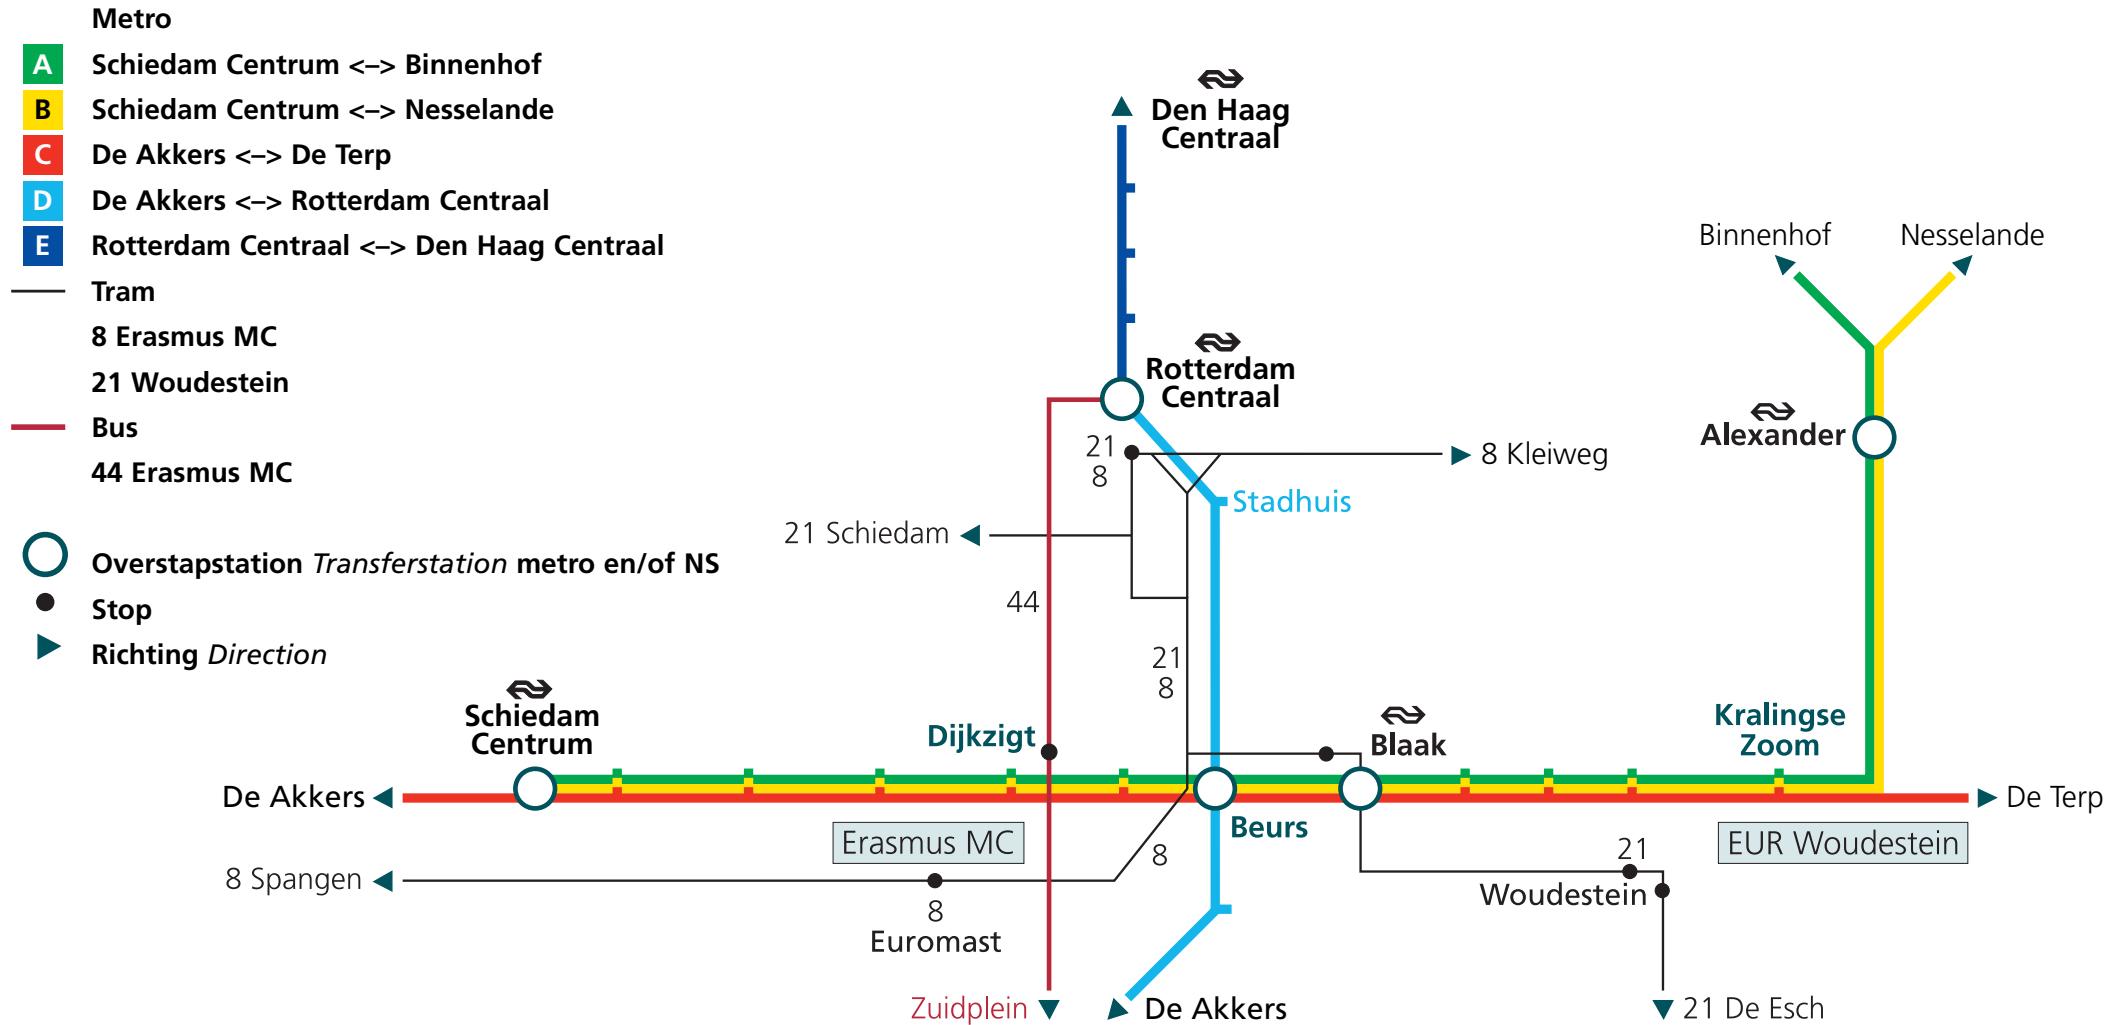 Metro
A Schiedam Centrum <–> Binnenhof
B Schiedam Centrum <–> Nesselande
C De Akkers <–> De Terp
D De Akkers <–> Rotterdam Centraal
E Rotterdam Centraal <–> Den Haag Centraal
Tram
8 Erasmus MC
21 Woudestein
Bus
44 Erasmus MC
Overstapstation Transferstation metro en/of NS
Stop
Richting Direction
Den Haag
Centraal
Binnenhof
Nesselande
Rotterdam
Centraal
Alexander
21
8
8 Kleiweg
Stadhuis
21 Schiedam
44
21
8
Schiedam
Centrum
Dijkzigt
Blaak
Kralingse
Zoom
De Akkers
De Terp
Beurs
Erasmus MC
8
EUR Woudestein
21
8 Spangen
Woudestein
8
Euromast
Zuidplein
De Akkers
21 De Esch